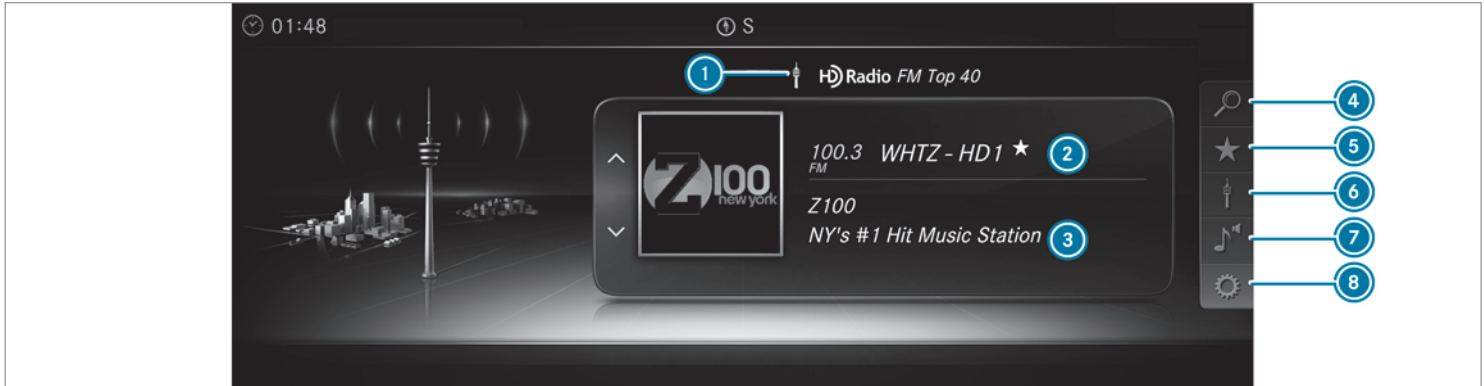 01:48
S
1
HD Radio FM Top 40
4
5
6
7
8
Z100
new york
100.3 WHTZ - HD1 ★ 2
FM
Z100
NY's #1 Hit Music Station 3